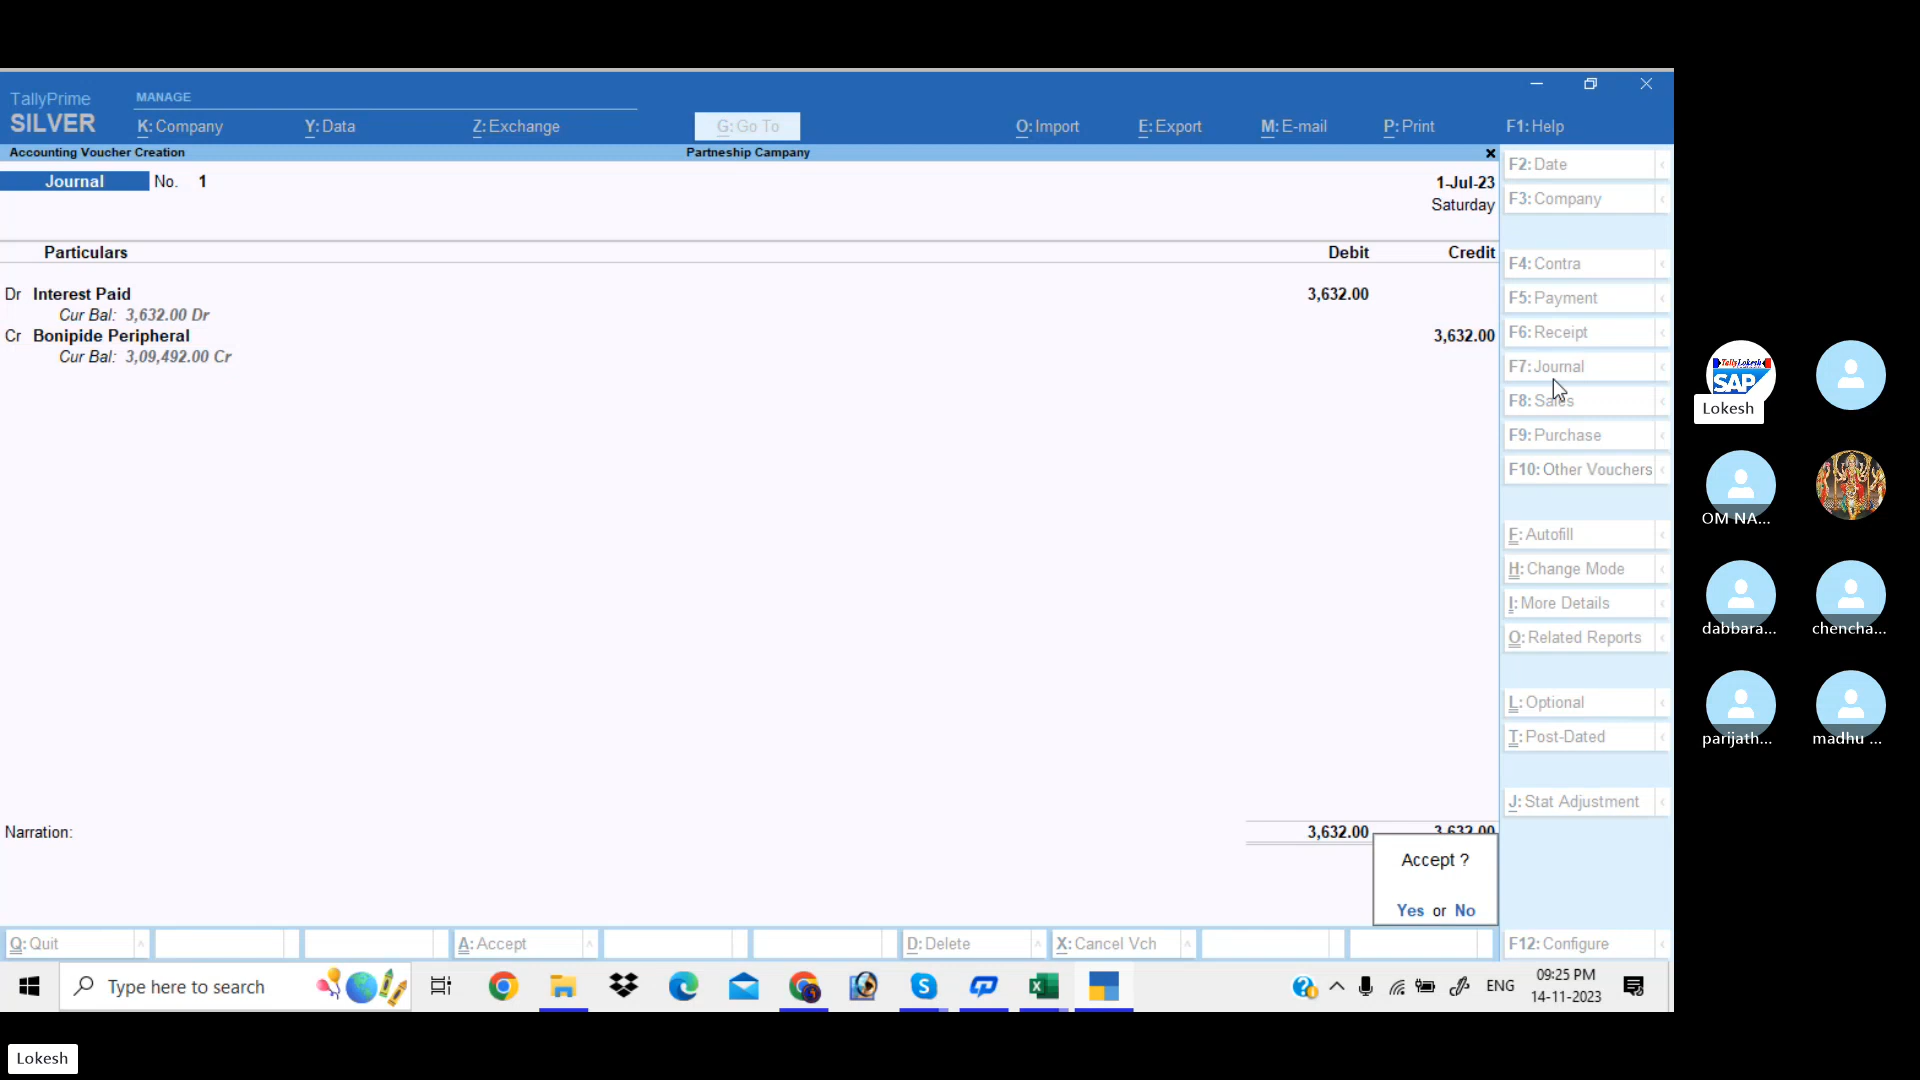 TallyPrime
SILVER
MANAGE
K: Company
Y: Data
Z: Exchange
G: Go To
O: Import
E: Export
M: E-mail
P: Print
F1: Help
Accounting Voucher Creation
Partneship Campany
Journal No. 1
1-Jul-23
Saturday
Particulars
Debit
Credit
Dr Interest Paid 3,632.00
Cur Bal: 3,632.00 Dr
Cr Bonipide Peripheral 3,632.00
Cur Bal: 3,09,492.00 Cr
Narration:
3,632.00 3,632.00
Accept ?
Yes or No
F2: Date
F3: Company
F4: Contra
F5: Payment
F6: Receipt
F7: Journal
F8: Sales
F9: Purchase
F10: Other Vouchers
F: Autofill
H: Change Mode
I: More Details
O: Related Reports
L: Optional
T: Post-Dated
J: Stat Adjustment
F12: Configure
Q: Quit
A: Accept
D: Delete
X: Cancel Vch
Type here to search
ENG
09:25 PM
14-11-2023
SAP
Lokesh
OM NA...
dabbara...
chencha...
parijath...
madhu ...
Lokesh